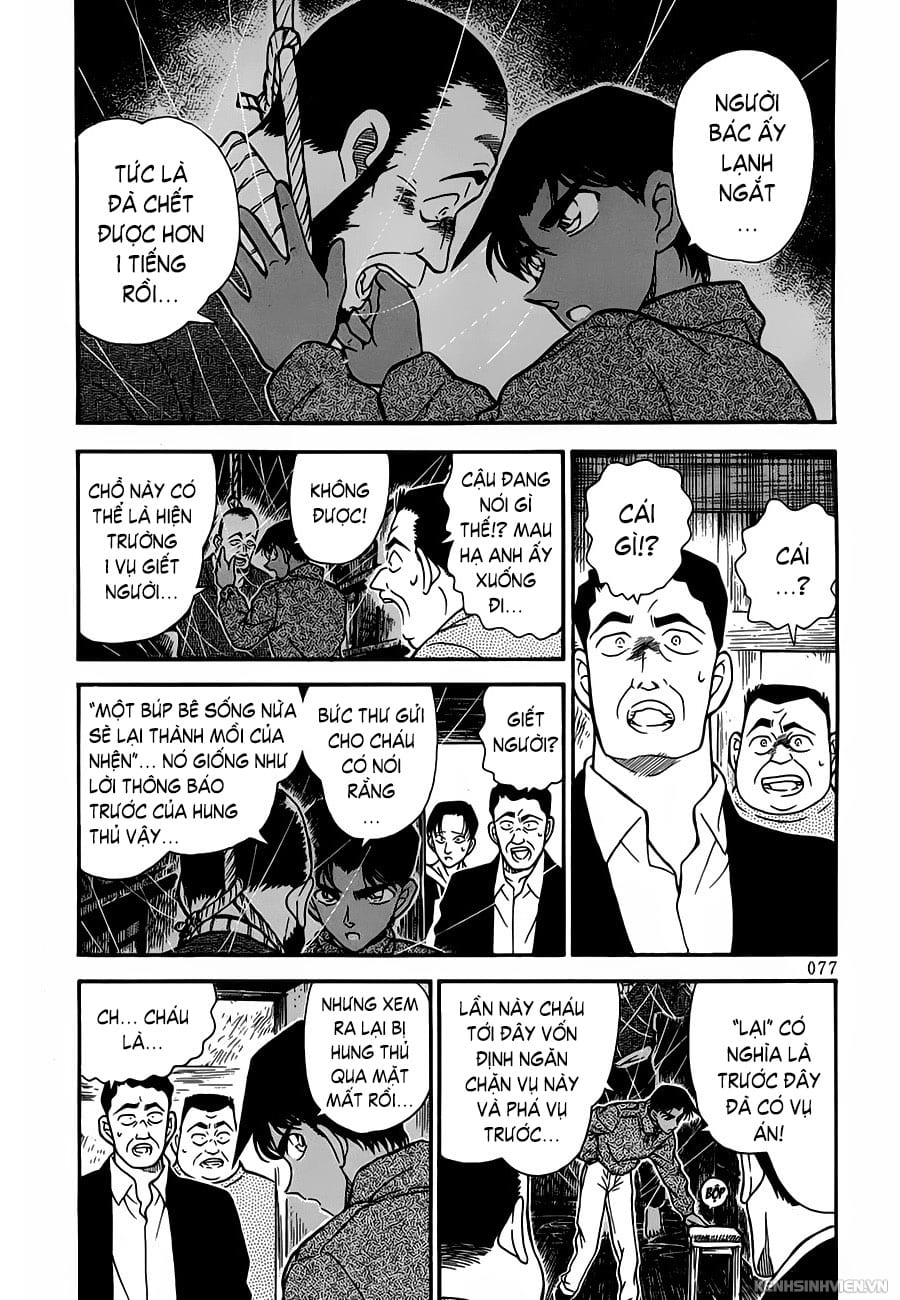 NGƯỜI
BÁC ẤY
LẠNH
NGẮT
...
TỨC LÀ
ĐÃ CHẾT
ĐƯỢC HƠN
1 TIẾNG
RỒI...
CÁI
...?
CÁI
GÌ!?
CẬU ĐANG
NÓI GÌ
THẾ!? MAU
HẠ ANH ẤY
XUỐNG
ĐI...
KHÔNG
ĐƯỢC!
CHỖ NÀY CÓ
THỂ LÀ HIỆN
TRƯỜNG
1 VỤ GIẾT
NGƯỜI...
GIẾT
NGƯỜI?
BỨC THƯ GỬI
CHO CHÁU
CÓ NÓI
RẰNG
...
"MỘT BÚP BÊ SỐNG NỮA
SẼ LẠI THÀNH MỒI CỦA
NHỆN"... NÓ GIỐNG NHƯ
LỜI THÔNG BÁO
TRƯỚC CỦA HUNG
THỦ VẬY...
077
"LẠI" CÓ
NGHĨA LÀ
TRƯỚC ĐÂY
ĐÃ CÓ VỤ
ÁN!
LẦN NÀY CHÁU
TỚI ĐÂY VỐN
ĐỊNH NGĂN
CHẶN VỤ NÀY
VÀ PHÁ VỤ
TRƯỚC...
BỘP
NHƯNG XEM
RA LẠI BỊ
HUNG THỦ
QUA MẶT
MẤT RỒI...
CH... CHÁU
LÀ...
KENHSINHVIEN.VN